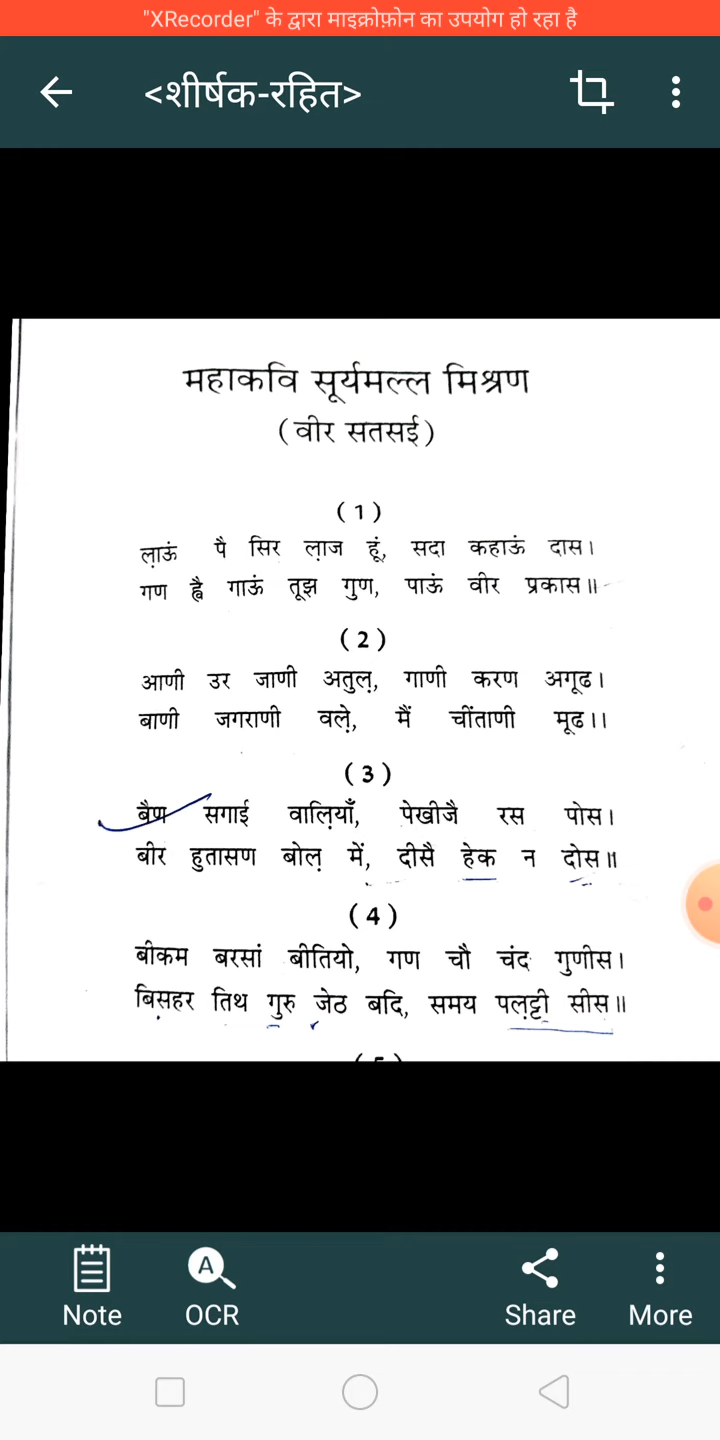 "XRecorder" के द्वारा माइक्रोफ़ोन का उपयोग हो रहा है
<शीर्षक-रहित>
महाकवि सूर्यमल्ल मिश्रण
(वीर सतसई)
(1)
ल़ाऊं पै सिर ल़ाज हूं, सदा कहाऊं दास।
गण ह्वै गाऊं तूझ गुण, पाऊं वीर प्रकास॥
(2)
आणी उर जाणी अतुल़, गाणी करण अगूढ।
बाणी जगराणी वल़े, मैं चींताणी मूढ।।
(3)
बैण सगाई वाल़ियाँ, पेखीजै रस पोस।
बीर हुतासण बोल़ में, दीसै हेक न दोस॥
(4)
बीकम बरसां बीतियो, गण चौ चंद गुणीस।
बिसहर तिथ गुरु जेठ बदि, समय पल़ट्टी सीस॥
Note OCR Share More